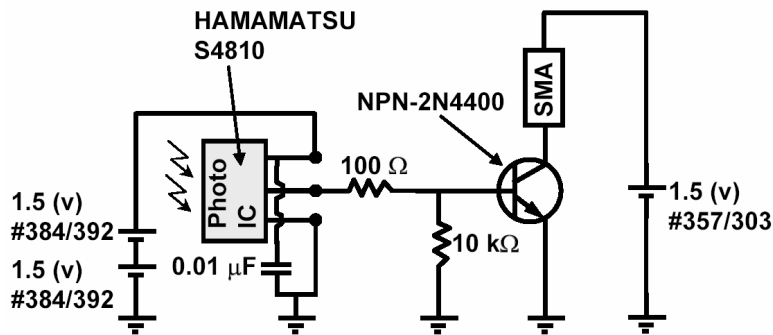 HAMAMATSU
S4810
NPN-2N4400
SMA
Photo
IC
100 Ω
10 kΩ
0.01 μF
1.5 (v)
#384/392
1.5 (v)
#384/392
1.5 (v)
#357/303